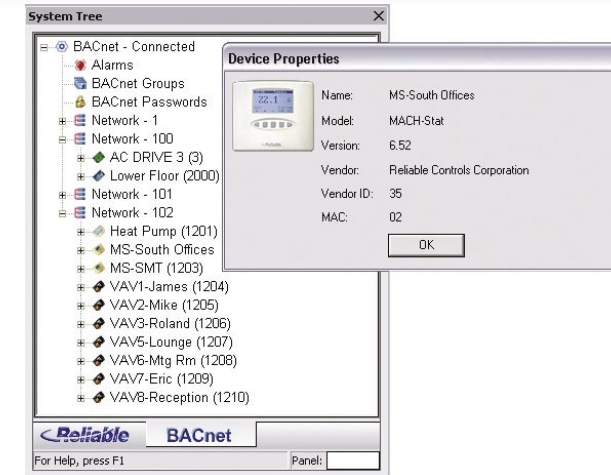 System Tree
BACnet - Connected
Alarms
BACnet Groups
BACnet Passwords
Network - 1
Network - 100
AC DRIVE 3 (3)
Lower Floor (2000)
Network - 101
Network - 102
Heat Pump (1201)
MS-South Offices
MS-SMT (1203)
VAV1-James (1204)
VAV2-Mike (1205)
VAV3-Roland (1206)
VAV5-Lounge (1207)
VAV6-Mtg Rm (1208)
VAV7-Eric (1209)
VAV8-Reception (1210)
Reliable BACnet
For Help, press F1 Panel:
Device Properties
22.1
Name: MS-South Offices
Model: MACH-Stat
Version: 6.52
Vendor: Reliable Controls Corporation
Vendor ID: 35
MAC: 02
OK